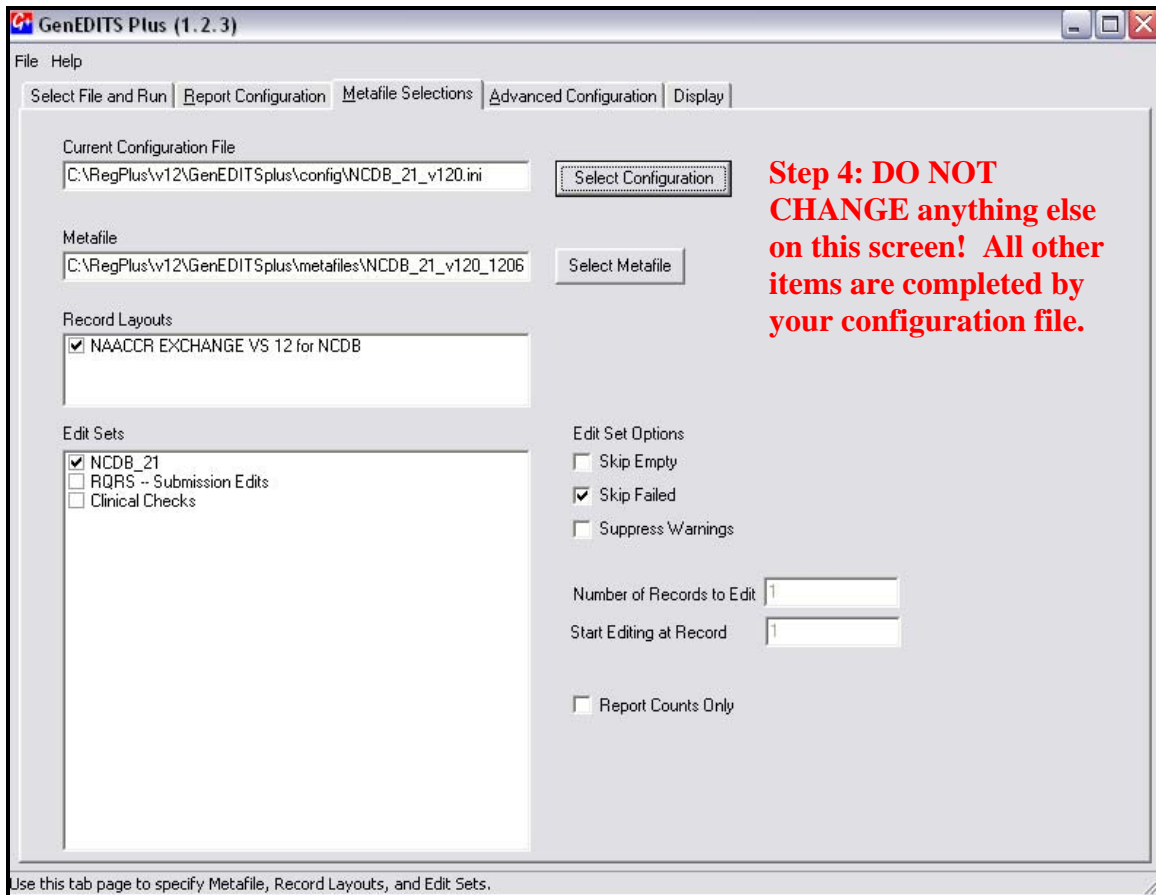 GenEDITS Plus (1.2.3)
File Help
Select File and Run Report Configuration Metafile Selections Advanced Configuration Display
Current Configuration File
C:\RegPlus\v12\GenEDITSplus\config\NCDB_21_v120.ini
Select Configuration
Step 4: DO NOT
CHANGE anything else
on this screen! All other
items are completed by
your configuration file.
Metafile
C:\RegPlus\v12\GenEDITSplus\metafiles\NCDB_21_v120_1206
Select Metafile
Record Layouts
NAACCR EXCHANGE VS 12 for NCDB
Edit Sets
NCDB_21
RQRS -- Submission Edits
Clinical Checks
Edit Set Options
Skip Empty
Skip Failed
Suppress Warnings
Number of Records to Edit 1
Start Editing at Record 1
Report Counts Only
Use this tab page to specify Metafile, Record Layouts, and Edit Sets.